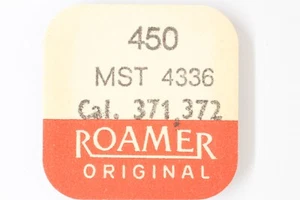 450
MST 4336
Cal. 371,372
ROAMER
ORIGINAL